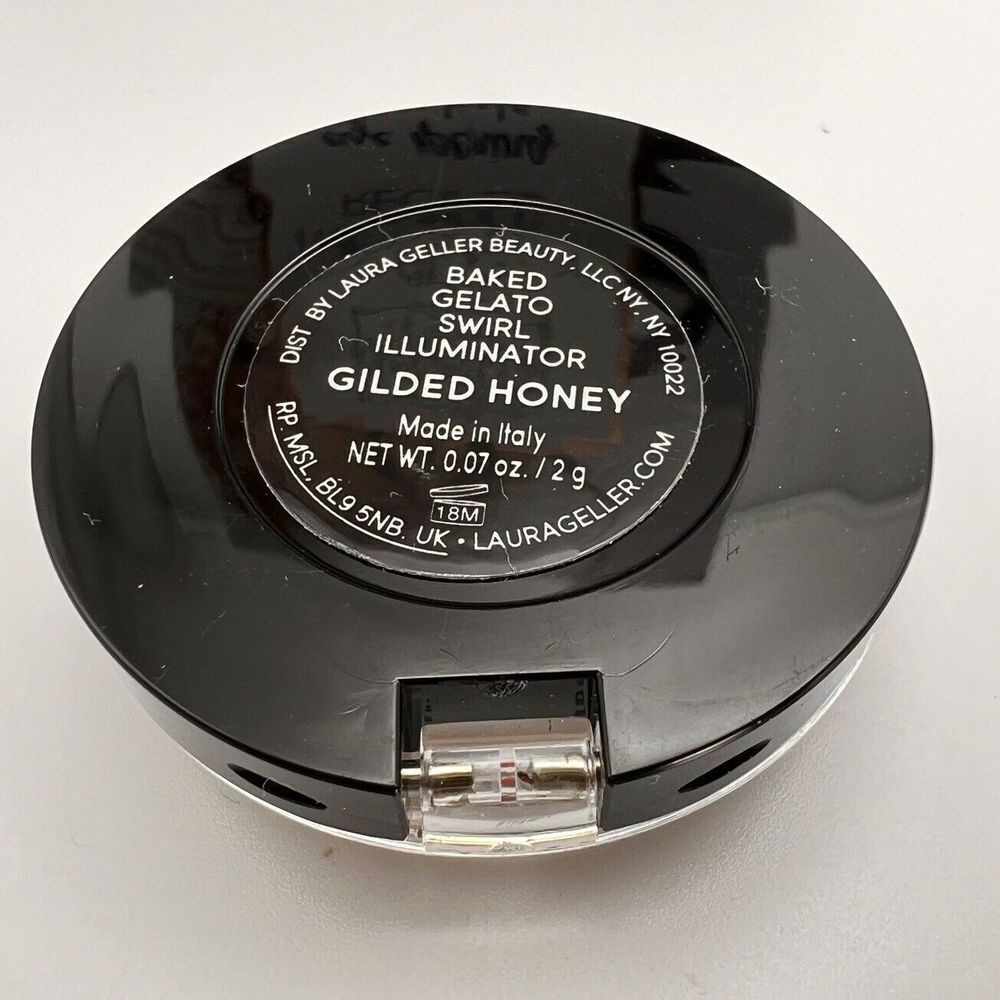 DIST BY LAURA GELLER BEAUTY, LLC NY, NY 10022
BAKED
GELATO
SWIRL
ILLUMINATOR
GILDED HONEY
Made in Italy
NET WT. 0.07 oz. / 2 g
18M
RP. MSL, BL9 5NB. UK • LAURAGELLER.COM